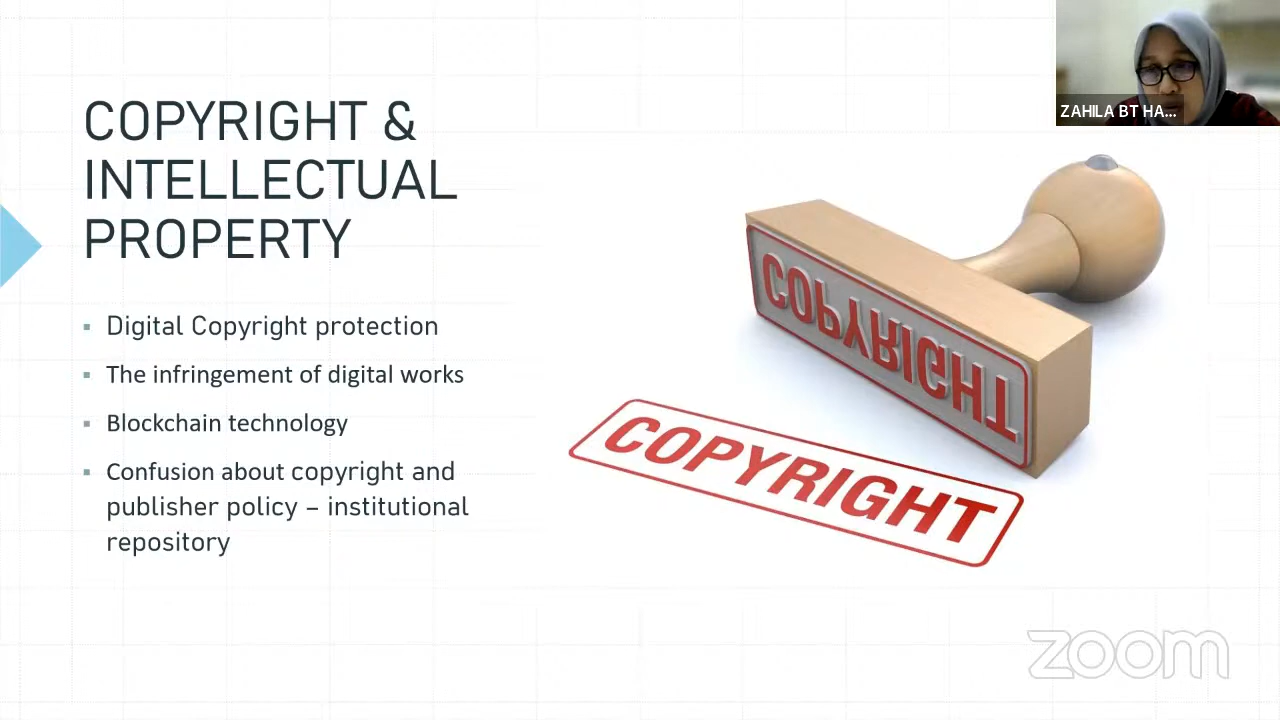 COPYRIGHT &
INTELLECTUAL
PROPERTY
Digital Copyright protection
The infringement of digital works
Blockchain technology
Confusion about copyright and
publisher policy – institutional
repository
ZAHILA BT HA...
COPYRIGHT
COPYRIGHT
zoom